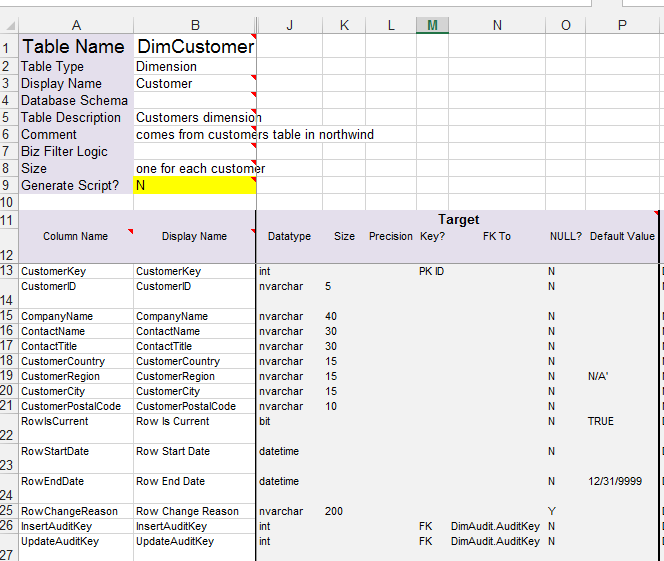 A B J K L M N O P
1 Table Name DimCustomer
2 Table Type Dimension
3 Display Name Customer
4 Database Schema
5 Table Description Customers dimension
6 Comment comes from customers table in northwind
7 Biz Filter Logic
8 Size one for each customer
9 Generate Script? N
10
11 Target
12 Column Name Display Name Datatype Size Precision Key? FK To NULL? Default Value
13 CustomerKey CustomerKey int PK ID N
14 CustomerID CustomerID nvarchar 5 N
15 CompanyName CompanyName nvarchar 40 N
16 ContactName ContactName nvarchar 30 N
17 ContactTitle ContactTitle nvarchar 30 N
18 CustomerCountry CustomerCountry nvarchar 15 N
19 CustomerRegion CustomerRegion nvarchar 15 N N/A'
20 CustomerCity CustomerCity nvarchar 15 N
21 CustomerPostalCode CustomerPostalCode nvarchar 10 N
22 RowIsCurrent Row Is Current bit N TRUE
23 RowStartDate Row Start Date datetime N
24 RowEndDate Row End Date datetime N 12/31/9999
25 RowChangeReason Row Change Reason nvarchar 200 Y
26 InsertAuditKey InsertAuditKey int FK DimAudit.AuditKey N
27 UpdateAuditKey UpdateAuditKey int FK DimAudit.AuditKey N